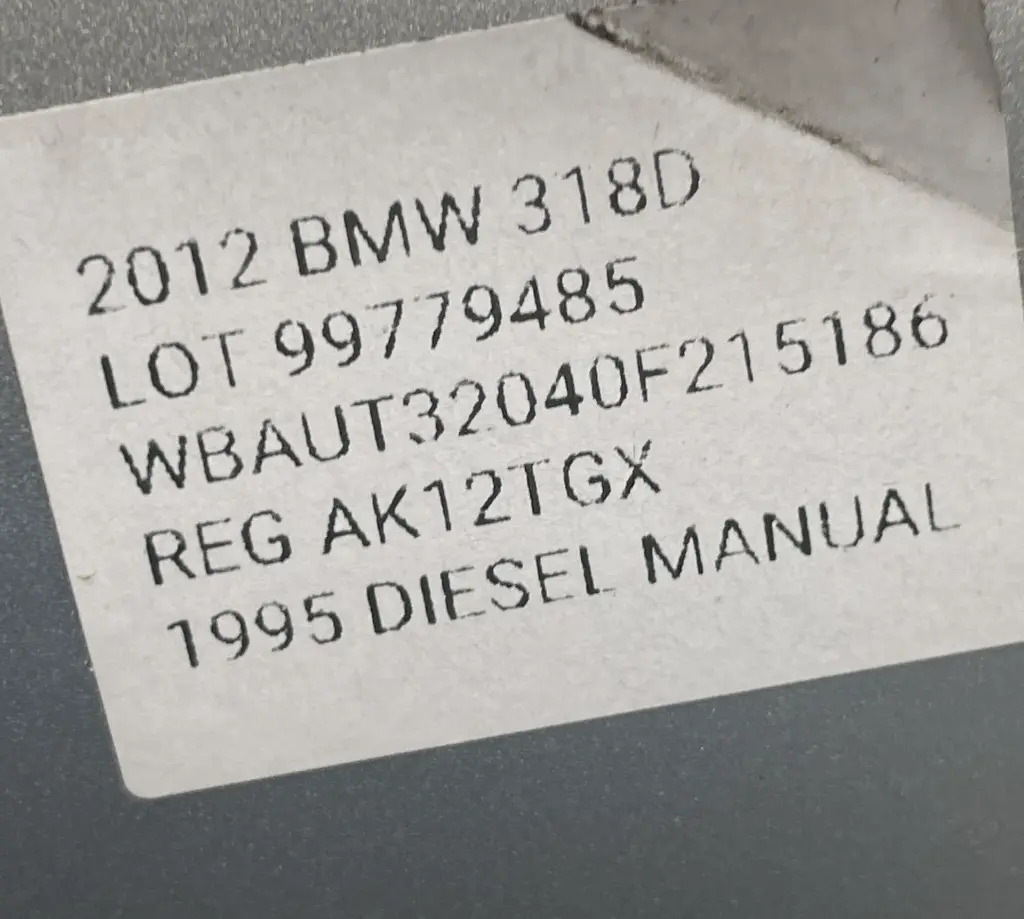 2012 BMW 318D
LOT 99779485
WBAUT32040F215186
REG AK12TGX
1995 DIESEL MANUAL